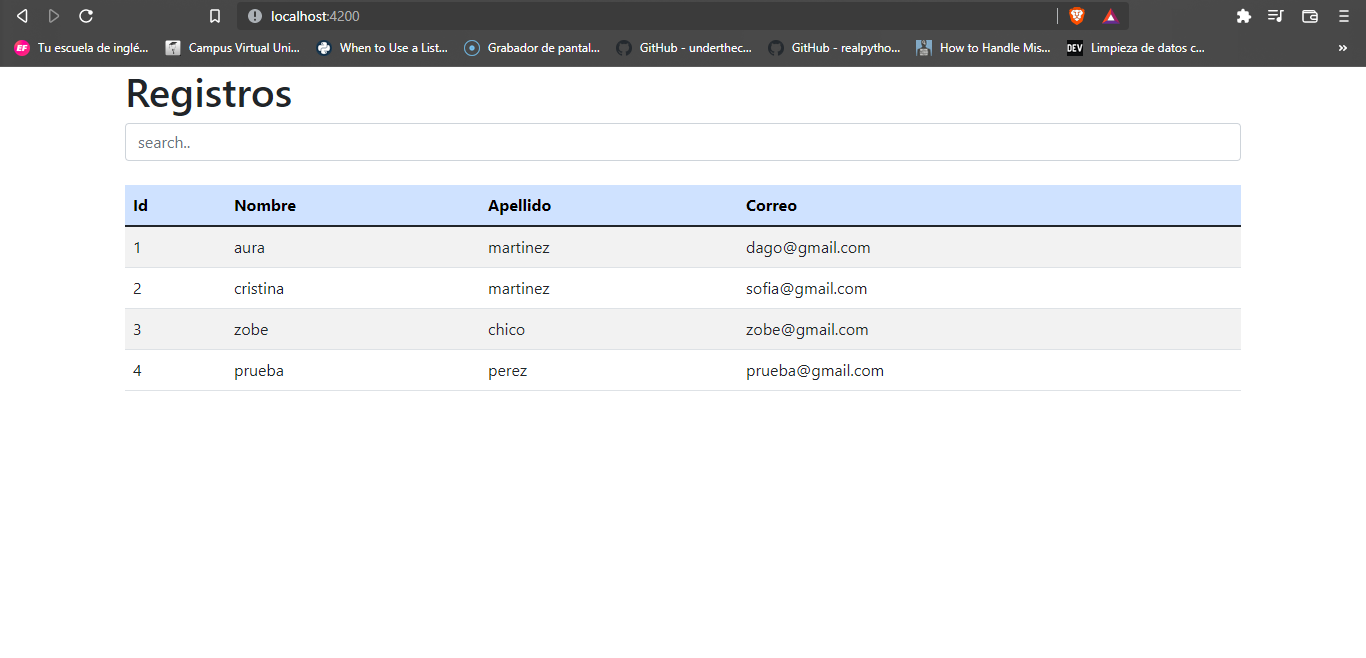 localhost:4200
EF Tu escuela de inglé... Campus Virtual Uni... When to Use a List... Grabador de pantal... GitHub - underthec... GitHub - realpytho... How to Handle Mis... DEV Limpieza de datos c... »
Registros
search..
Id Nombre Apellido Correo
1 aura martinez dago@gmail.com
2 cristina martinez sofia@gmail.com
3 zobe chico zobe@gmail.com
4 prueba perez prueba@gmail.com